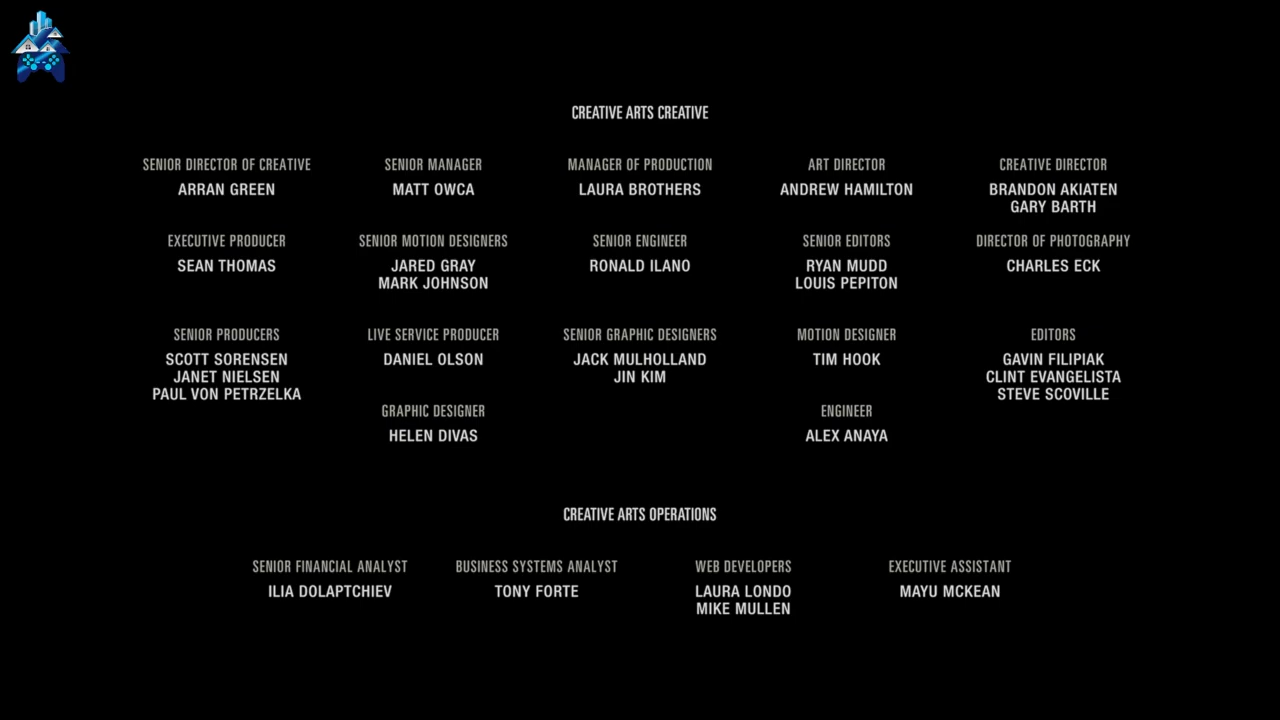 CREATIVE ARTS CREATIVE
SENIOR DIRECTOR OF CREATIVE
ARRAN GREEN
SENIOR MANAGER
MATT OWCA
MANAGER OF PRODUCTION
LAURA BROTHERS
ART DIRECTOR
ANDREW HAMILTON
CREATIVE DIRECTOR
BRANDON AKIATEN
GARY BARTH
EXECUTIVE PRODUCER
SEAN THOMAS
SENIOR MOTION DESIGNERS
JARED GRAY
MARK JOHNSON
SENIOR ENGINEER
RONALD ILANO
SENIOR EDITORS
RYAN MUDD
LOUIS PEPITON
DIRECTOR OF PHOTOGRAPHY
CHARLES ECK
SENIOR PRODUCERS
SCOTT SORENSEN
JANET NIELSEN
PAUL VON PETRZELKA
LIVE SERVICE PRODUCER
DANIEL OLSON
SENIOR GRAPHIC DESIGNERS
JACK MULHOLLAND
JIN KIM
MOTION DESIGNER
TIM HOOK
EDITORS
GAVIN FILIPIAK
CLINT EVANGELISTA
STEVE SCOVILLE
GRAPHIC DESIGNER
HELEN DIVAS
ENGINEER
ALEX ANAYA
CREATIVE ARTS OPERATIONS
SENIOR FINANCIAL ANALYST
ILIA DOLAPTCHIEV
BUSINESS SYSTEMS ANALYST
TONY FORTE
WEB DEVELOPERS
LAURA LONDO
MIKE MULLEN
EXECUTIVE ASSISTANT
MAYU MCKEAN